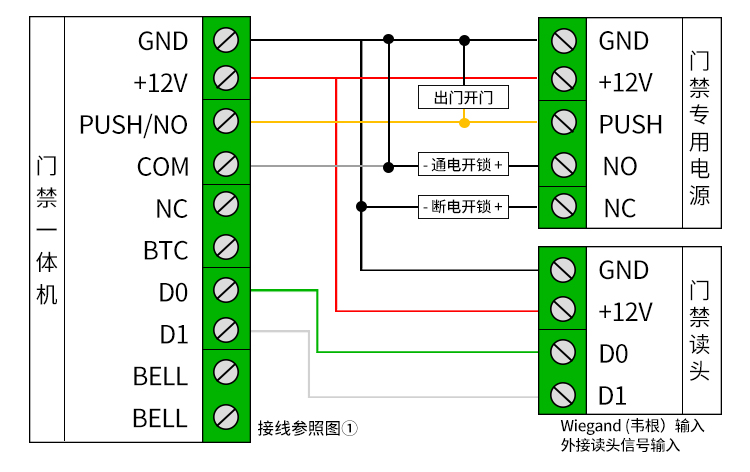 门禁一体机
GND
+12V
PUSH/NO
COM
NC
BTC
D0
D1
BELL
BELL
接线参照图①
出门开门
- 通电开锁 +
- 断电开锁 +
GND
+12V
PUSH
NO
NC
门禁专用电源
GND
+12V
D0
D1
门禁读头
Wiegand (韦根）输入
外接读头信号输入